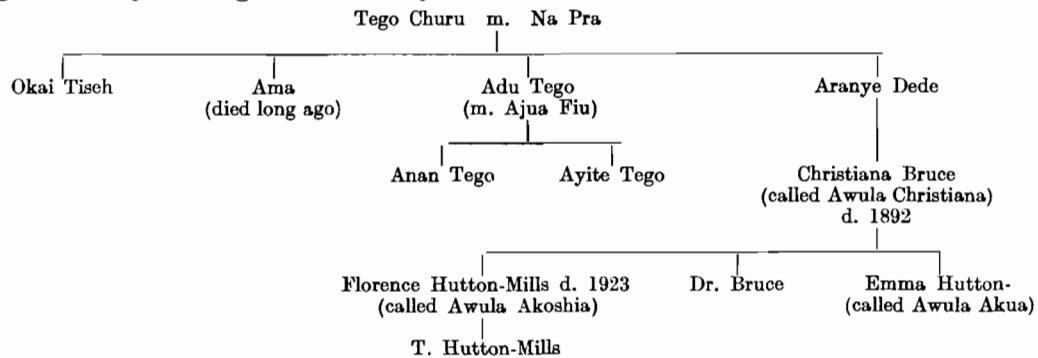 Tego Churu m. Na Pra
Okai Tiseh Ama Adu Tego Aranye Dede
(died long ago) (m. Ajua Fiu)
Anan Tego Ayite Tego Christiana Bruce
(called Awula Christiana)
d. 1892
Florence Hutton-Mills d. 1923 Dr. Bruce Emma Hutton-
(called Awula Akoshia) (called Awula Akua)
T. Hutton-Mills